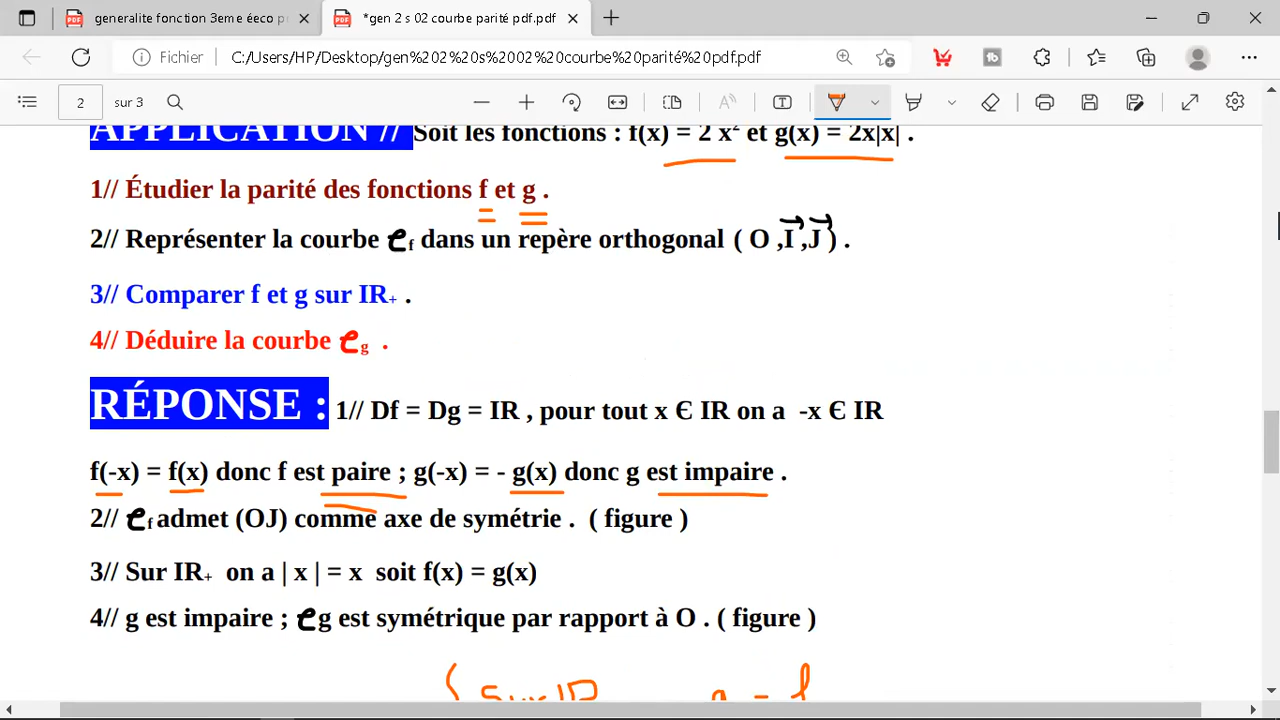 generalite fonction 3eme éeco p
*gen 2 s 02 courbe parité pdf.pdf
Fichier
C:/Users/HP/Desktop/gen%202%20s%2002%20courbe%20parité%20pdf.pdf
2 sur 3
APPLICATION // Soit les fonctions : f(x) = 2 x² et g(x) = 2x|x| .
1// Étudier la parité des fonctions f et g .
2// Représenter la courbe 𝒞f dans un repère orthogonal ( O ,I⃗ ,J⃗ ) .
3// Comparer f et g sur IR+ .
4// Déduire la courbe 𝒞g .
RÉPONSE : 1// Df = Dg = IR , pour tout x Є IR on a -x Є IR
f(-x) = f(x) donc f est paire ; g(-x) = - g(x) donc g est impaire .
2// 𝒞f admet (OJ) comme axe de symétrie . ( figure )
3// Sur IR+ on a | x | = x soit f(x) = g(x)
4// g est impaire ; 𝒞g est symétrique par rapport à O . ( figure )